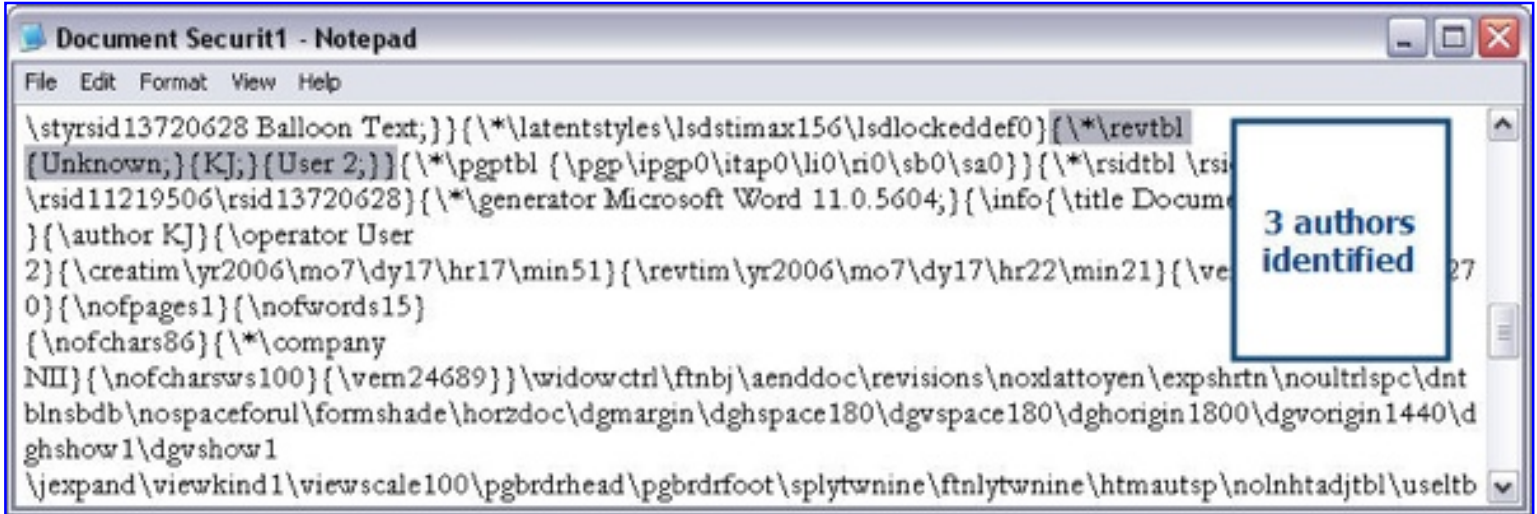 Document Securit1 - Notepad
File Edit Format View Help
\styrsid13720628 Balloon Text;}}{\*\latentstyles\lsdstimax156\lsdlockeddef0}{\*\revtbl
{Unknown;}{KJ;}{User 2;}}{\*\pgptbl {\pgp\ipgp0\itap0\li0\ri0\sb0\sa0}}{\*\rsidtbl
\rsid11219506\rsid13720628}{\*\generator Microsoft Word 11.0.5604;}{\info{\title
}{\author KJ}{\operator User
2}{\creatim\yr2006\mo7\dy17\hr17\min51}{\revtim\yr2006\mo7\dy17\hr22\min21} 27
0}{\nofpages1}{\nofwords15}
{\nofchars86}{\*\company
NII}{\nofcharsws100}{\vern24689}}\widowctrl\ftnbj\aenddoc\revisions\noxlattoyen\expshrtn\noultrlspc\dnt
blnsbdb\nospaceforul\formshade\horzdoc\dgmargin\dghspace180\dgvspace180\dghorigin1800\dgvorigin1440\d
ghshow1\dgvshow1
\jexpand\viewkind1\viewscale100\pgbrdrhead\pgbrdrfoot\splytwnine\ftnlytwnine\htmautsp\nolnhtadjtbl\useltb
3 authors
identified